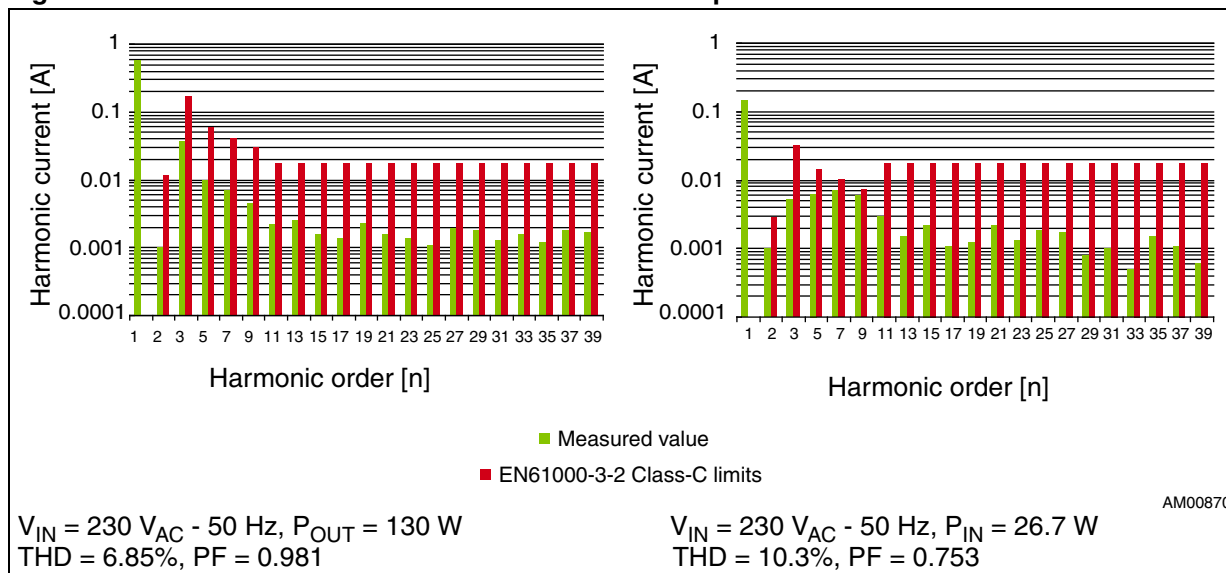 1
0.1
0.01
0.001
0.0001
Harmonic current [A]
1 2 3 5 7 9 11 13 15 17 19 21 23 25 27 29 31 33 35 37 39
Harmonic order [n]
1
0.1
0.01
0.001
0.0001
Harmonic current [A]
1 2 3 5 7 9 11 13 15 17 19 21 23 25 27 29 31 33 35 37 39
Harmonic order [n]
Measured value
EN61000-3-2 Class-C limits
AM00870
V_IN = 230 V_AC - 50 Hz, P_OUT = 130 W
THD = 6.85%, PF = 0.981
V_IN = 230 V_AC - 50 Hz, P_IN = 26.7 W
THD = 10.3%, PF = 0.753